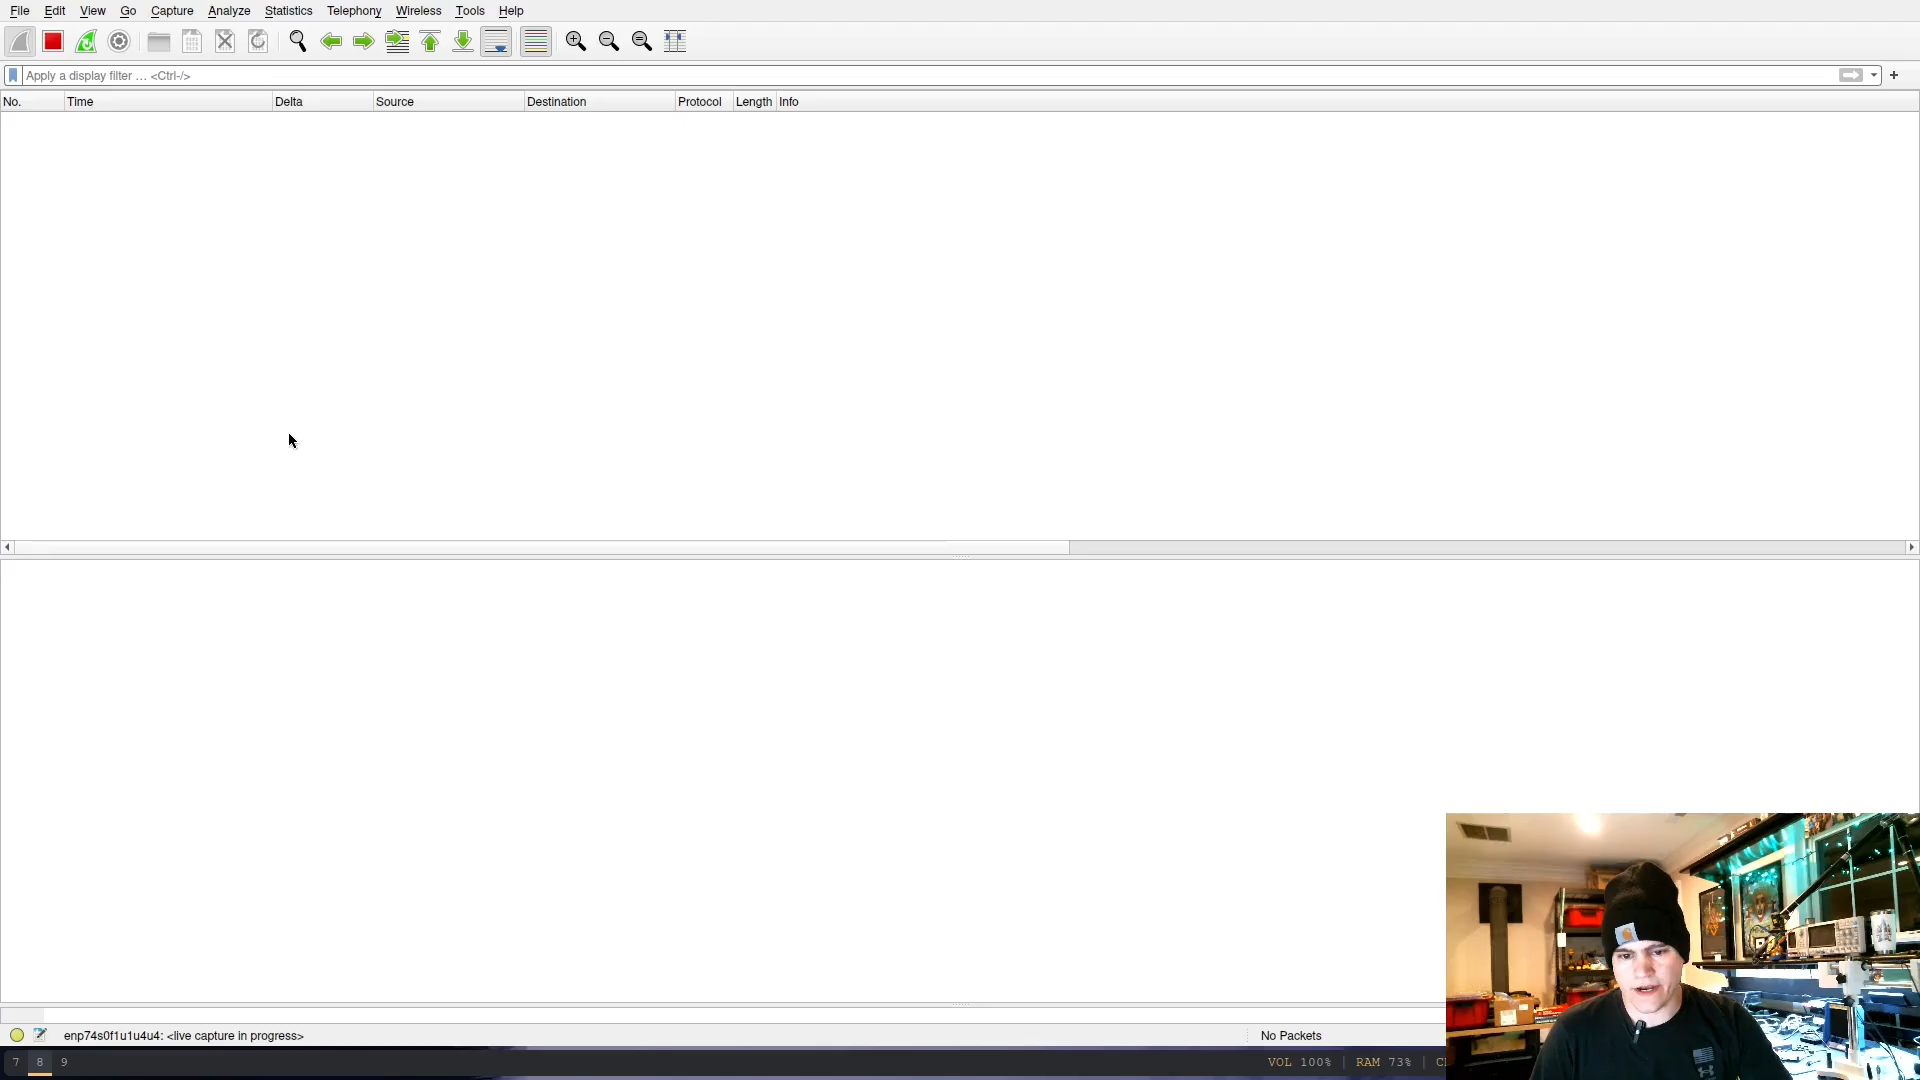 File Edit View Go Capture Analyze Statistics Telephony Wireless Tools Help
Apply a display filter … <Ctrl-/>
No. Time Delta Source Destination Protocol Length Info
enp74s0f1u1u4u4: <live capture in progress> No Packets
7 8 9 VOL 100% | RAM 73% |